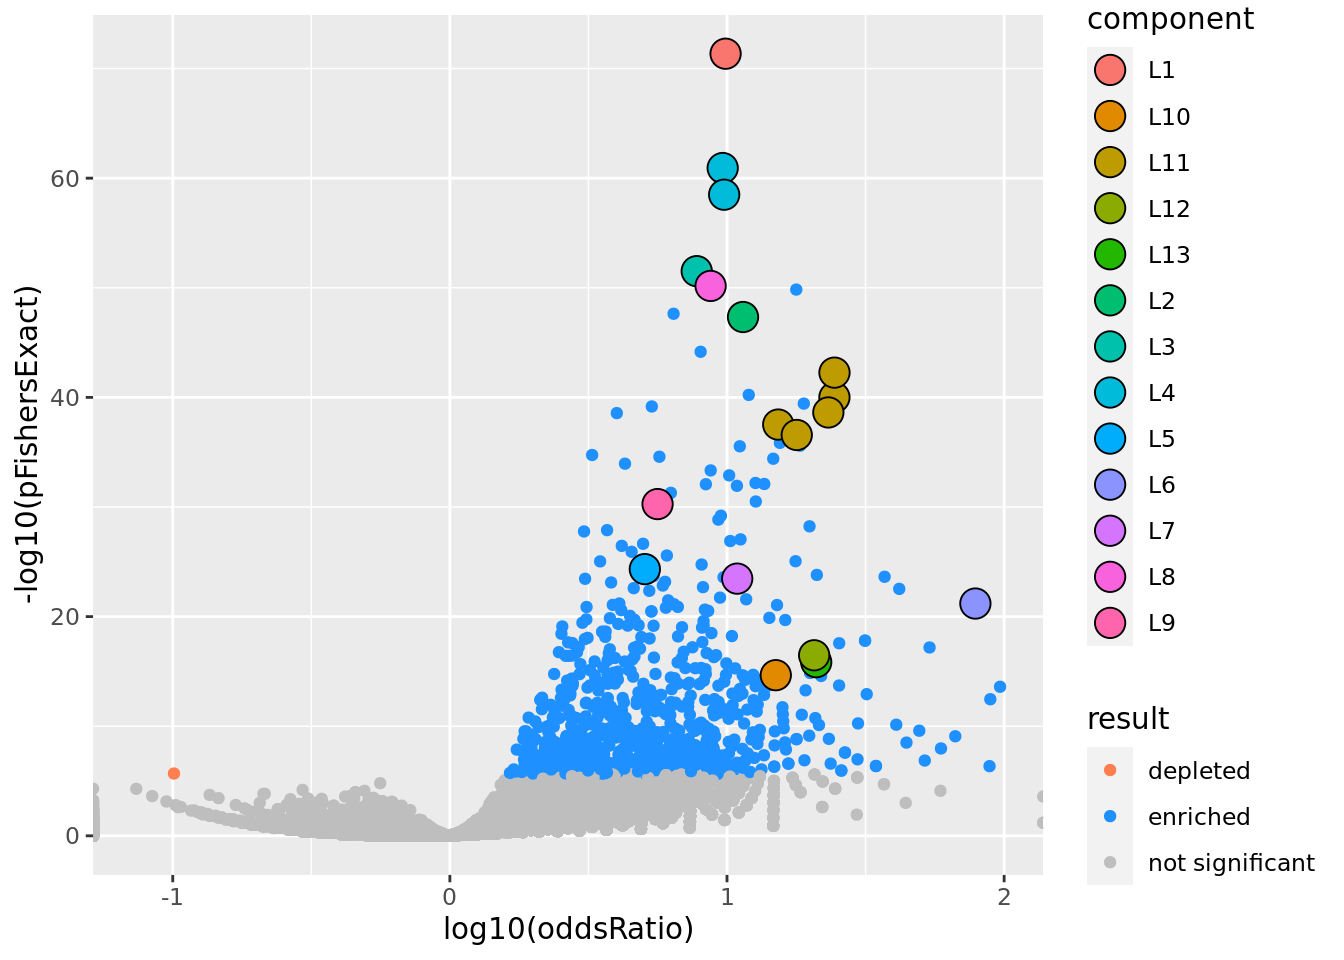 component
L1
L10
L11
L12
L13
L2
L3
L4
L5
L6
L7
L8
L9
result
depleted
enriched
not significant
-log10(pFishersExact)
60
40
20
0
-1
0
1
2
log10(oddsRatio)